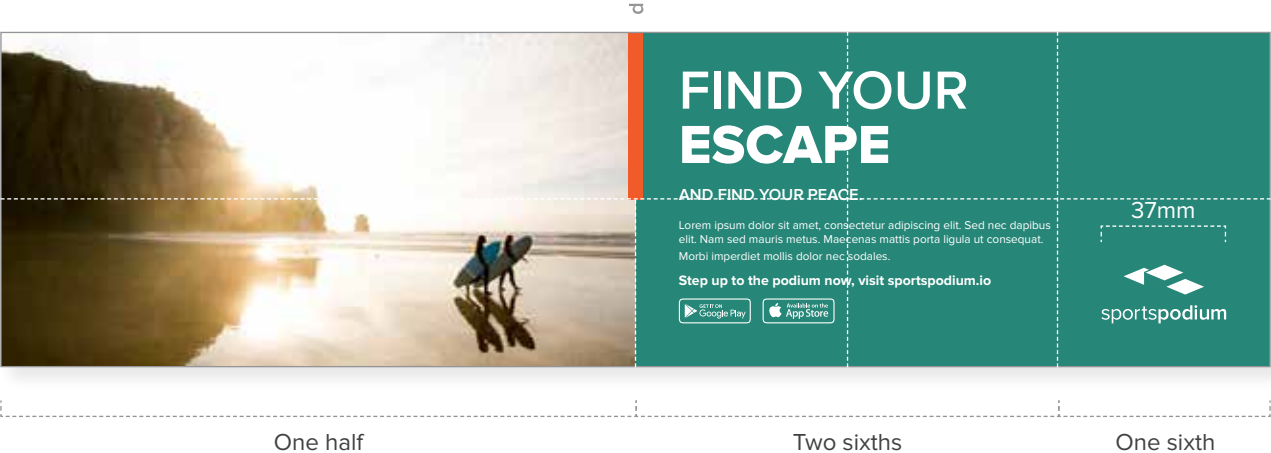 p
FIND YOUR
ESCAPE
AND FIND YOUR PEACE.
Lorem ipsum dolor sit amet, consectetur adipiscing elit. Sed nec dapibus
elit. Nam sed mauris metus. Maecenas mattis porta ligula ut consequat.
Morbi imperdiet mollis dolor nec sodales.
Step up to the podium now, visit sportspodium.io
GET IT ON
Google Play
Available on the
App Store
37mm
sportspodium
One half
Two sixths
One sixth